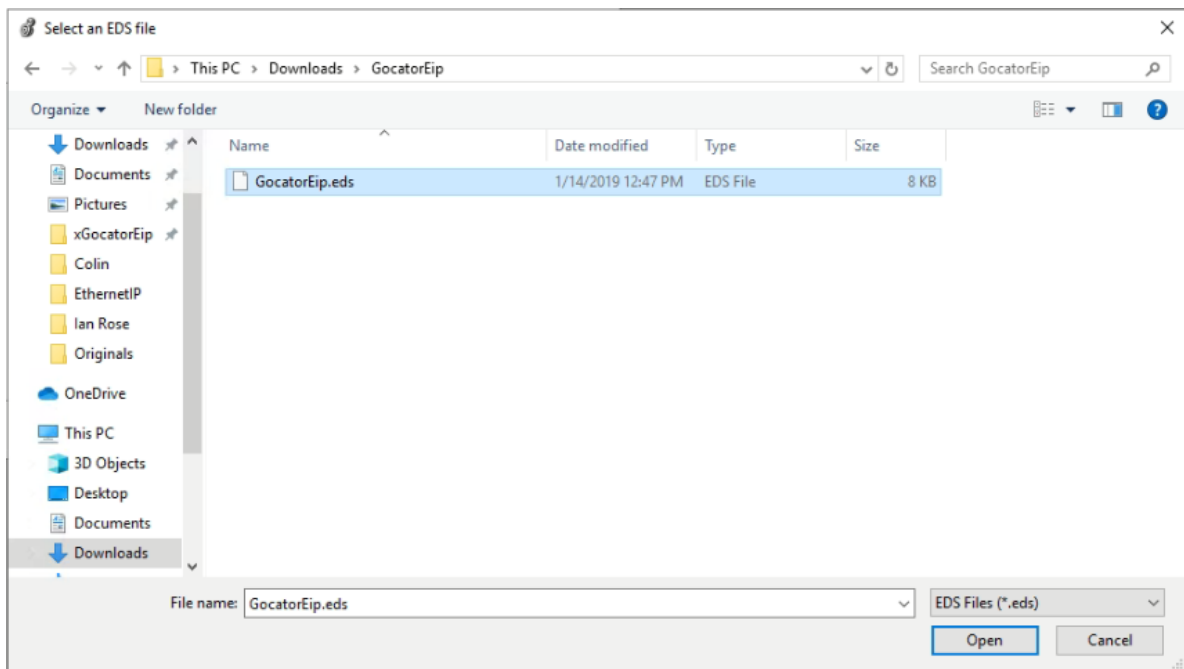 Select an EDS file
This PC > Downloads > GocatorEip
Search GocatorEip
Organize
New folder
Name
Date modified
Type
Size
GocatorEip.eds
1/14/2019 12:47 PM
EDS File
8 KB
Downloads
Documents
Pictures
xGocatorEip
Colin
EthernetIP
Ian Rose
Originals
OneDrive
This PC
3D Objects
Desktop
Documents
Downloads
File name:
GocatorEip.eds
EDS Files (*.eds)
Open
Cancel